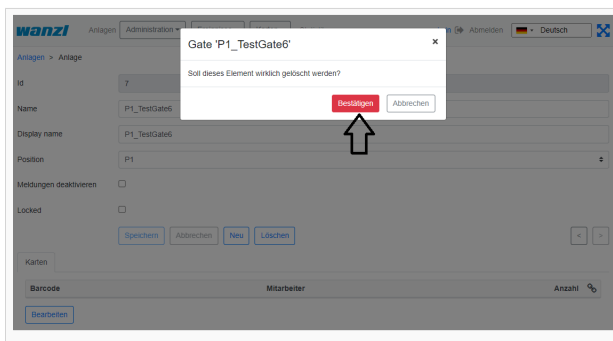 wanzl
Anlagen Administration
Abmelden Deutsch
Gate 'P1_TestGate6' ×
Soll dieses Element wirklich gelöscht werden?
Bestätigen Abbrechen
Anlagen > Anlage
Id 7
Name P1_TestGate6
Display name P1_TestGate6
Position P1
Meldungen deaktivieren
Locked
Speichern Abbrechen Neu Löschen < >
Karten
Barcode Mitarbeiter Anzahl
Bearbeiten